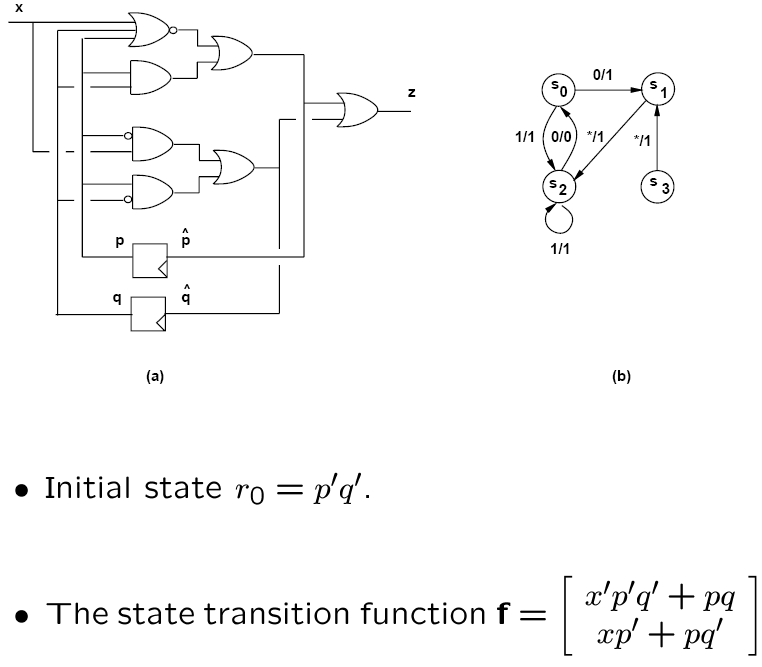 x
z
p
p̂
q
q̂
(a)
s0
0/1
s1
1/1
0/0
*/1
*/1
s2
s3
1/1
(b)
• Initial state r0 = p′q′.
• The state transition function f = [ x′p′q′ + pq
xp′ + pq′ ]